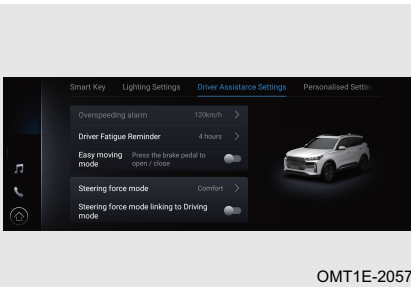 Smart Key Lighting Settings Driver Assistance Settings Personalised Settin
Overspeeding alarm 120km/h
Driver Fatigue Reminder 4 hours
Easy moving mode Press the brake pedal to open / close
Steering force mode Comfort
Steering force mode linking to Driving
mode
OMT1E-2057